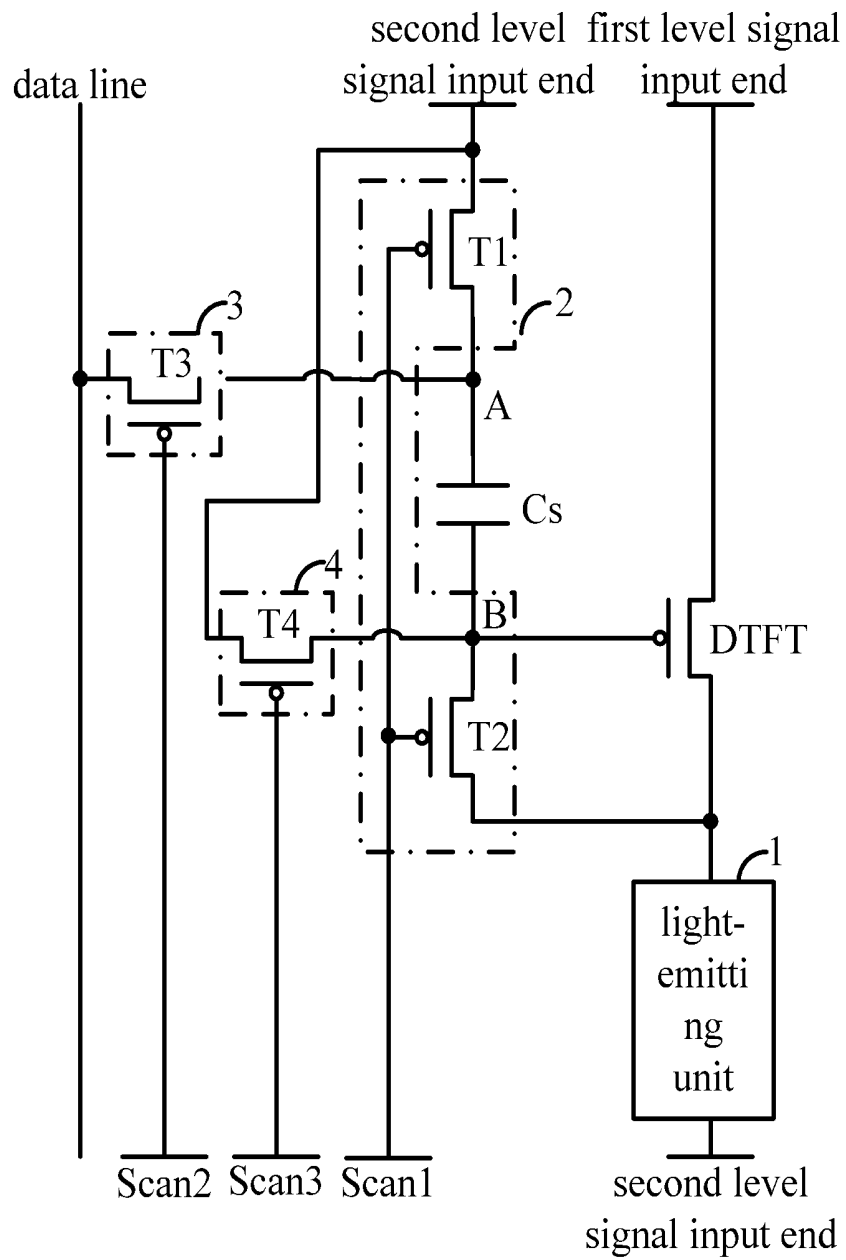 second level
signal input end
first level signal
input end
data line
T1
3
2
T3
A
Cs
4
T4
B
DTFT
T2
1
light-
emitti
ng
unit
Scan2
Scan3
Scan1
second level
signal input end